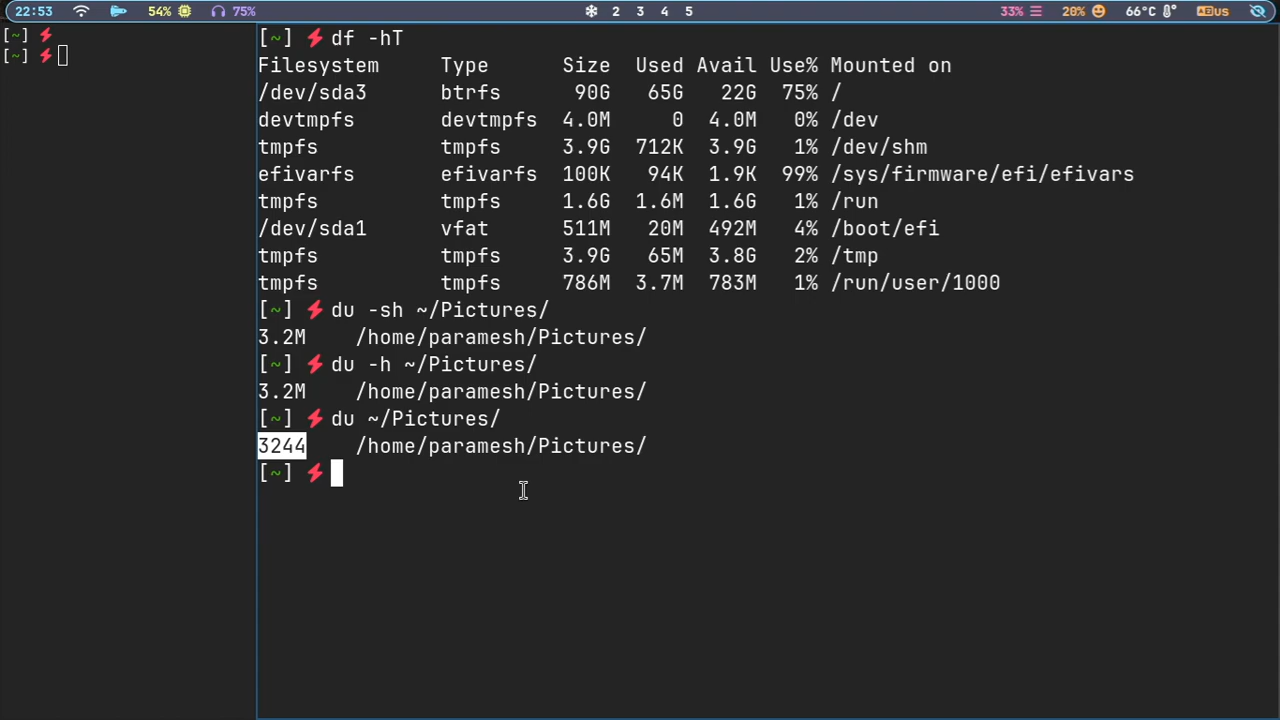 22:53 54% 75% 2 3 4 5 33% 20% 66°C us
[~]
[~]
[~] df -hT
Filesystem Type Size Used Avail Use% Mounted on
/dev/sda3 btrfs 90G 65G 22G 75% /
devtmpfs devtmpfs 4.0M 0 4.0M 0% /dev
tmpfs tmpfs 3.9G 712K 3.9G 1% /dev/shm
efivarfs efivarfs 100K 94K 1.9K 99% /sys/firmware/efi/efivars
tmpfs tmpfs 1.6G 1.6M 1.6G 1% /run
/dev/sda1 vfat 511M 20M 492M 4% /boot/efi
tmpfs tmpfs 3.9G 65M 3.8G 2% /tmp
tmpfs tmpfs 786M 3.7M 783M 1% /run/user/1000
[~] du -sh ~/Pictures/
3.2M /home/paramesh/Pictures/
[~] du -h ~/Pictures/
3.2M /home/paramesh/Pictures/
[~] du ~/Pictures/
3244 /home/paramesh/Pictures/
[~]